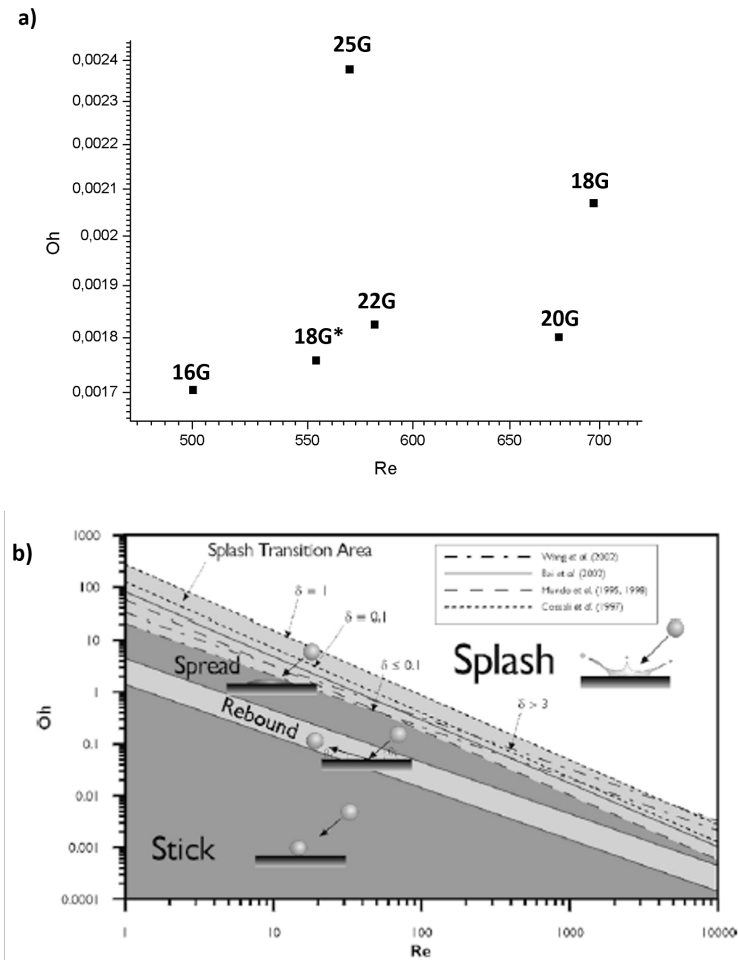 a)
25G
0,0024
0,0023
0,0022
18G
0,0021
Oh
0,002
0,0019
22G
20G
18G*
0,0018
16G
0,0017
500 550 600 650 700
Re
b)
1000
Splash Transition Area
Wang et al (2002)
Bai et al (2002)
Mundo et al. (1995, 1998)
Cossali et al. (1997)
100
δ = 1
δ = 0.1
10
Spread
Splash
δ ≤ 0.1
1
Rebound
δ > 3
Oh
0.1
0.01
Stick
0.001
0.0001
1 10 100 1000 10000
Re